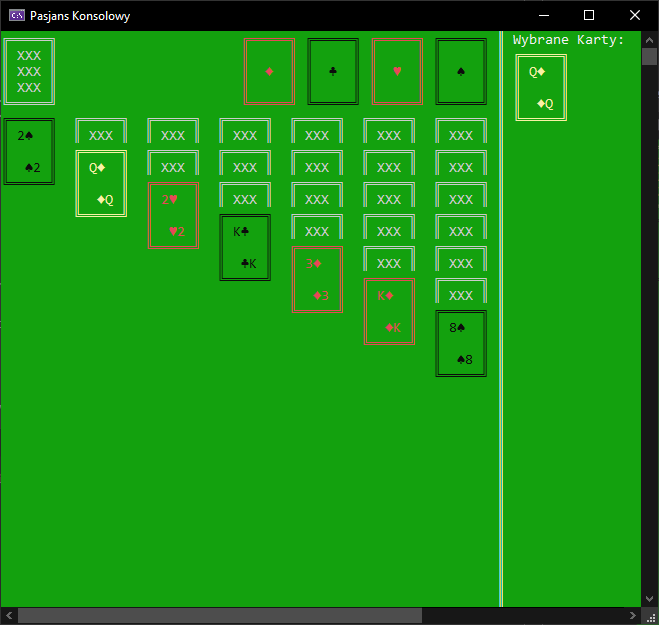 Pasjans Konsolowy
Wybrane Karty:
XXX
XXX
XXX
♦ ♣ ♥ ♠
Q♦
♦Q
2♠ XXX XXX XXX XXX XXX XXX
♠2 Q♦ XXX XXX XXX XXX XXX
♦Q 2♥ XXX XXX XXX XXX
♥2 K♣ XXX XXX XXX
♣K 3♦ XXX XXX
♦3 K♦ XXX
♦K 8♠
♠8